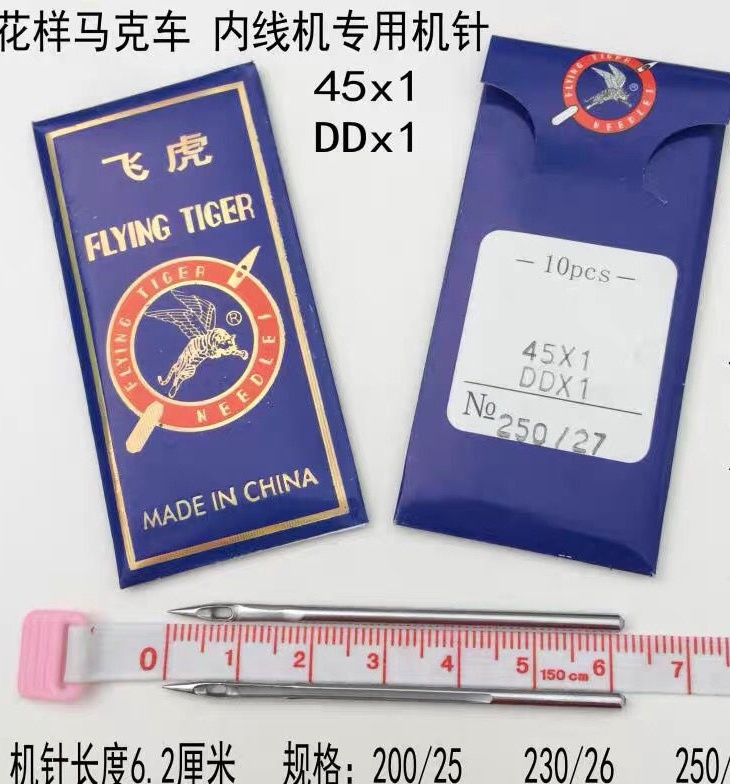 花样马克车 内线机专用机针
45x1
DDx1
飞虎
FLYING TIGER
FLYING TIGER
NEEDLE
®
MADE IN CHINA
FLYING TIGER
NEEDLE
®
— 10pcs —
45X1
DDX1
№250/27
0 1 2 3 4 5 150cm 6 7
机针长度6.2厘米 规格：200/25 230/26 250/